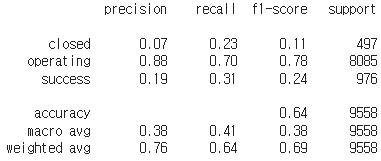 precision recall f1-score support
closed 0.07 0.23 0.11 497
operating 0.88 0.70 0.78 8085
success 0.19 0.31 0.24 976
accuracy 0.64 9558
macro avg 0.38 0.41 0.38 9558
weighted avg 0.76 0.64 0.69 9558